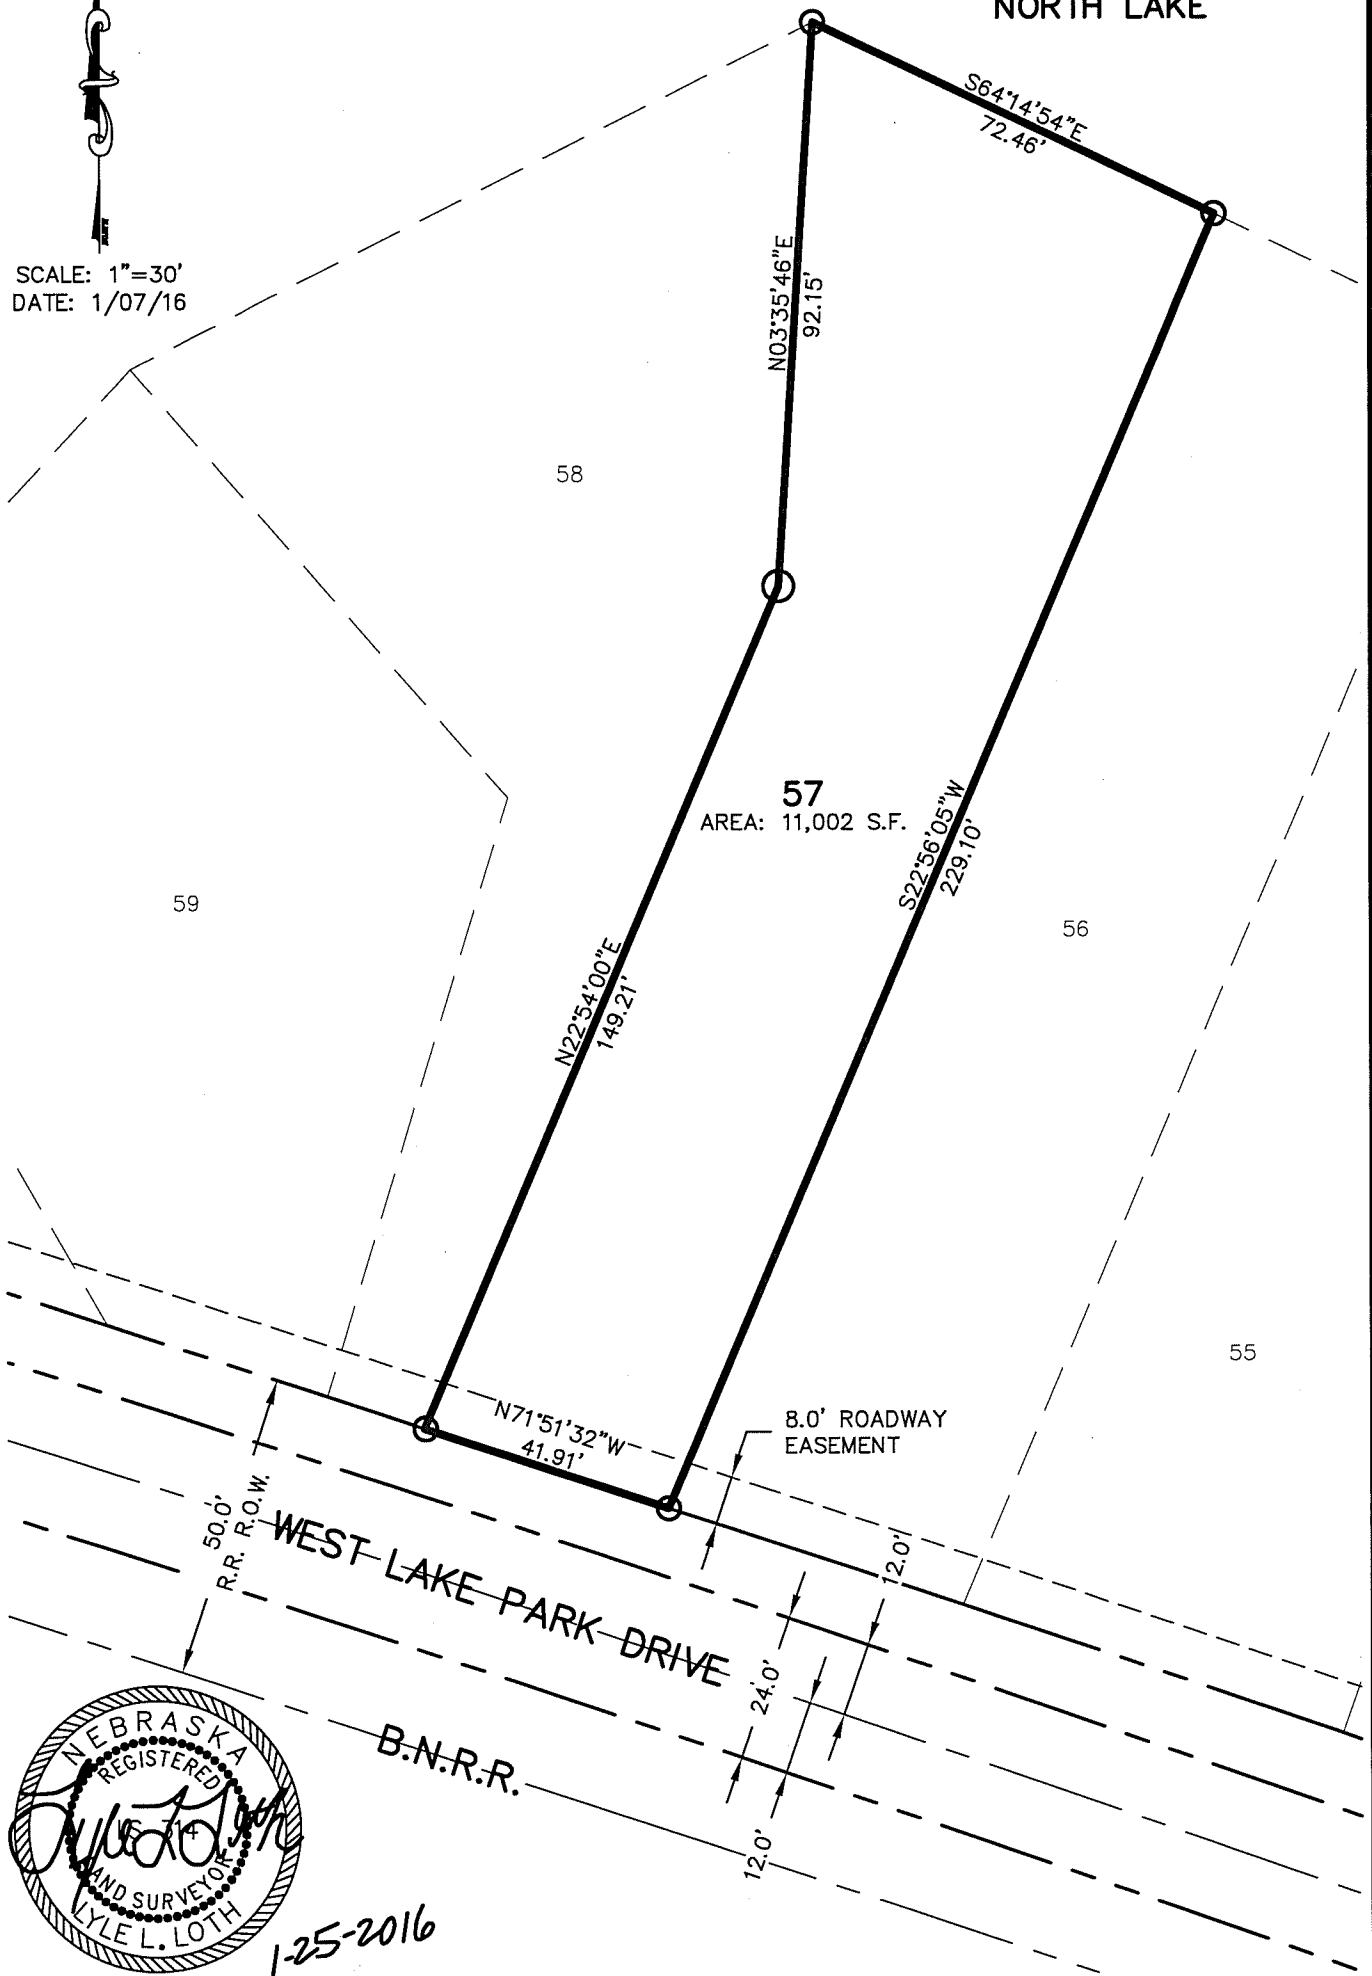 NORTH LAKE
S64°14'54"E
72.46'
SCALE: 1"=30'
DATE: 1/07/16
N03°35'46"E
92.15'
58
57
AREA: 11,002 S.F.
S22°56'05"W
229.10'
59
56
N22°54'00"E
149.21'
55
N71°51'32"W
41.91'
8.0' ROADWAY
EASEMENT
50.0'
R.R. R.O.W.
12.0'
WEST LAKE PARK DRIVE
24.0'
B.N.R.R.
12.0'
NEBRASKA
REGISTERED
LS-314
LAND SURVEYOR
LYLE L. LOTH
1-25-2016